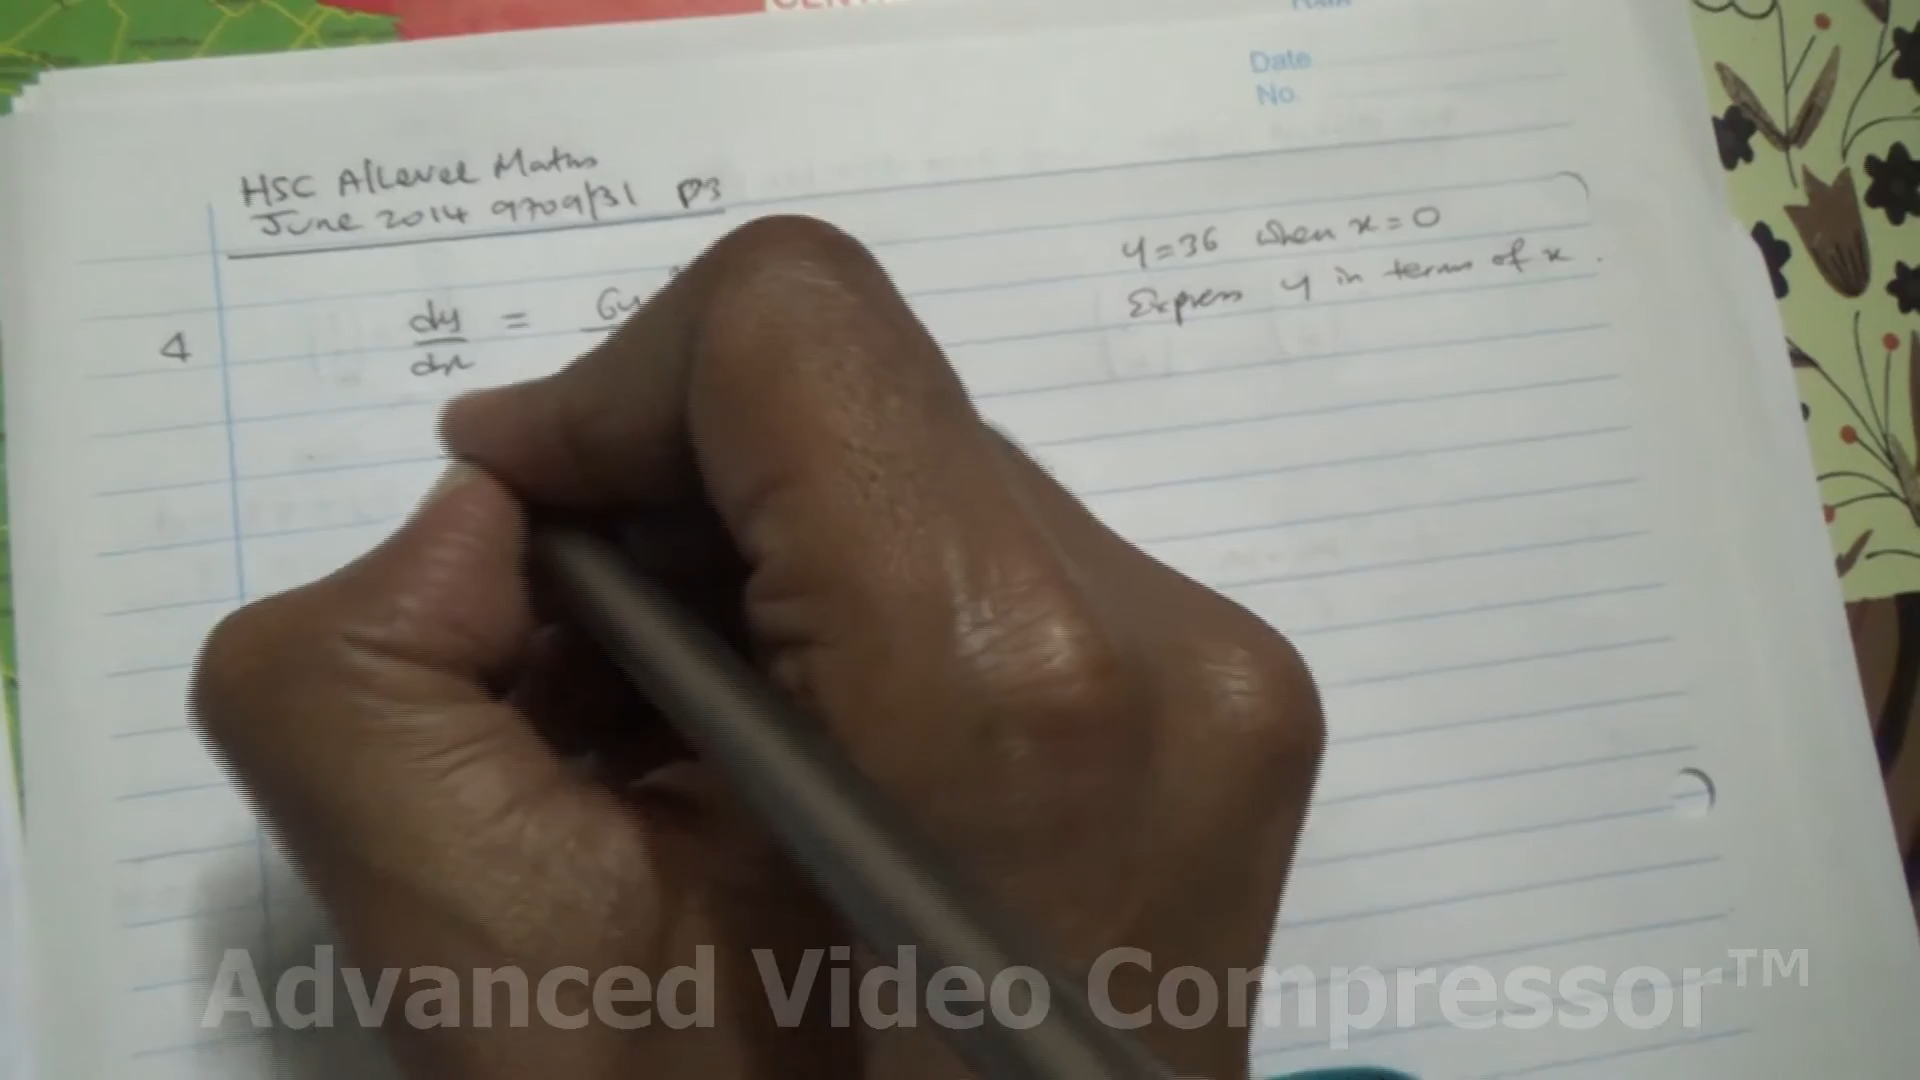 Date
No.
HSC A/Level Maths
June 2014 9709/31 P3
y=36 when x=0
Express y in terms of x.
4 dy/dx = 6y
Advanced Video Compressor™